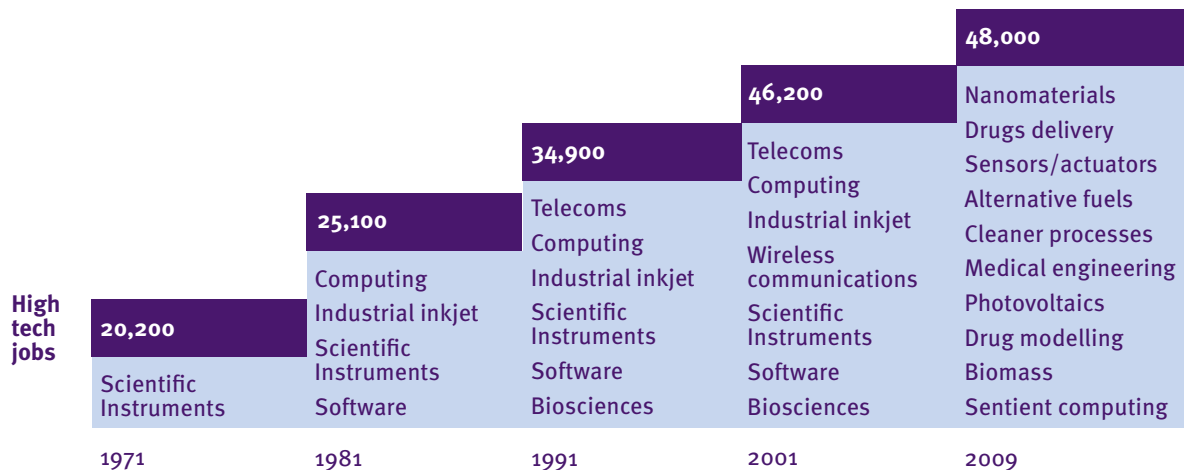 High
tech
jobs
20,200
Scientific
Instruments
1971
25,100
Computing
Industrial inkjet
Scientific
Instruments
Software
1981
34,900
Telecoms
Computing
Industrial inkjet
Scientific
Instruments
Software
Biosciences
1991
46,200
Telecoms
Computing
Industrial inkjet
Wireless
communications
Scientific
Instruments
Software
Biosciences
2001
48,000
Nanomaterials
Drugs delivery
Sensors/actuators
Alternative fuels
Cleaner processes
Medical engineering
Photovoltaics
Drug modelling
Biomass
Sentient computing
2009